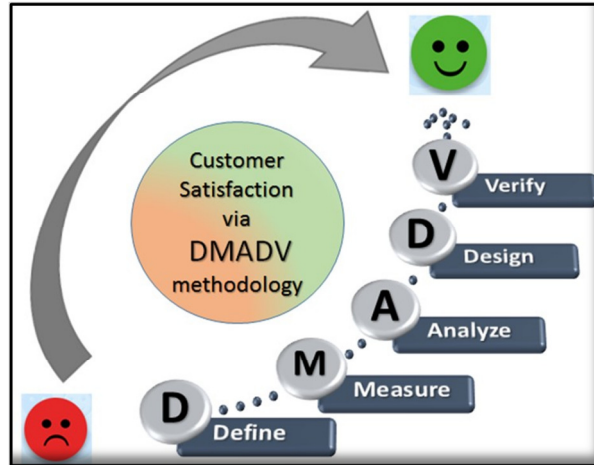 Customer
Satisfaction
via
DMADV
methodology
V
Verify
D
Design
A
Analyze
M
Measure
D
Define